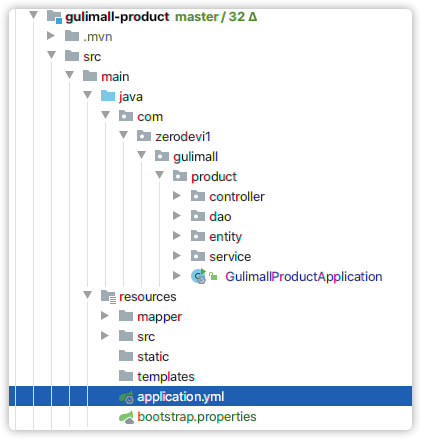 gulimall-product master / 32 Δ
.mvn
src
main
java
com
zerodevi1
gulimall
product
controller
dao
entity
service
GulimallProductApplication
resources
mapper
src
static
templates
application.yml
bootstrap.properties